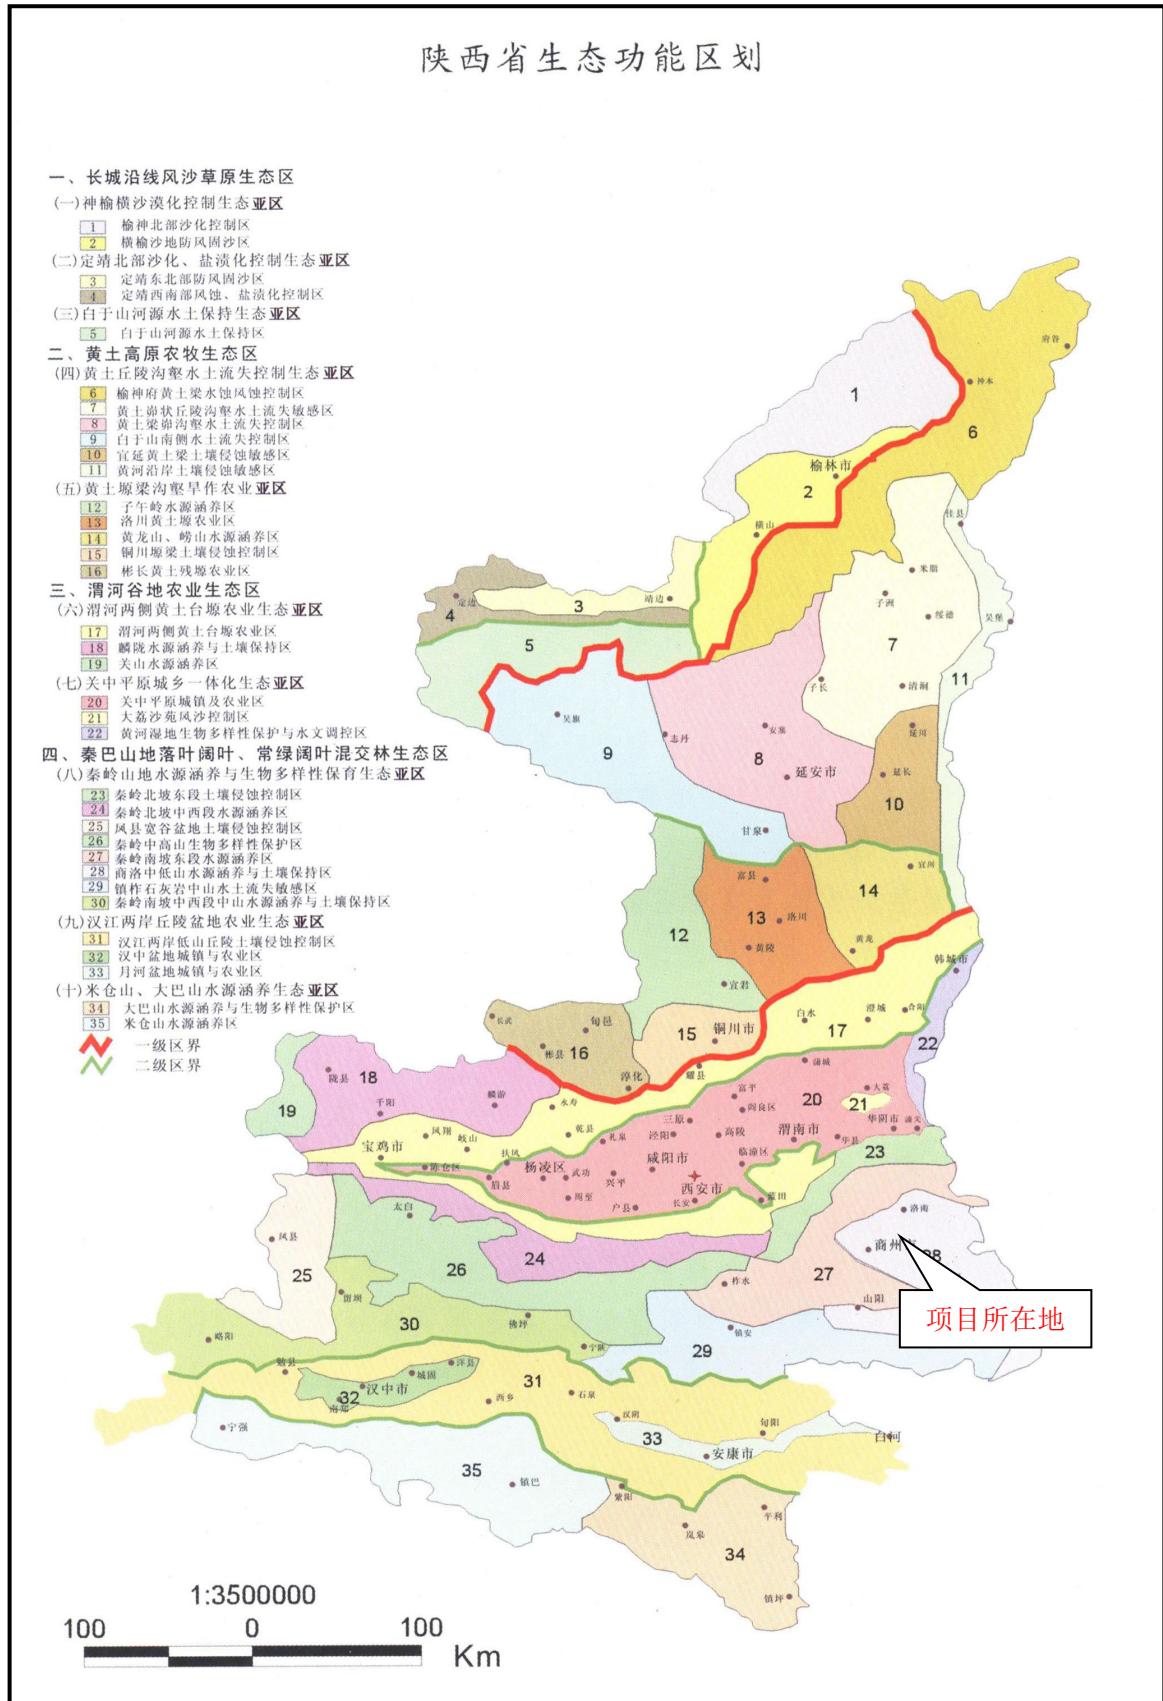 陕西省生态功能区划
一、长城沿线风沙草原生态区
(一)神榆横沙漠化控制生态亚区
1 榆神北部沙化控制区
2 横榆沙地防风固沙区
(二)定靖北部沙化、盐渍化控制生态亚区
3 定靖东北部防风固沙区
4 定靖西南部风蚀、盐渍化控制区
(三)白于山河源水土保持生态亚区
5 白于山河源水土保持区
二、黄土高原农牧生态区
(四)黄土丘陵沟壑水土流失控制生态亚区
6 榆神府黄土梁水蚀风蚀控制区
7 黄土峁状丘陵沟壑水土流失敏感区
8 黄土梁峁沟壑水土流失控制区
9 白于山南侧水土流失控制区
10 宜延黄土梁土壤侵蚀敏感区
11 黄河沿岸土壤侵蚀敏感区
(五)黄土塬梁沟壑旱作农业亚区
12 子午岭水源涵养区
13 洛川黄土塬农业区
14 黄龙山、崂山水源涵养区
15 铜川塬梁土壤侵蚀控制区
16 彬长黄土残塬农业区
三、渭河谷地农业生态区
(六)渭河两侧黄土台塬农业生态亚区
17 渭河两侧黄土台塬农业区
18 麟陇水源涵养与土壤保持区
19 关山水源涵养区
(七)关中平原城乡一体化生态亚区
20 关中平原城镇及农业区
21 大荔沙苑风沙控制区
22 黄河湿地生物多样性保护与水文调控区
四、秦巴山地落叶阔叶、常绿阔叶混交林生态区
(八)秦岭山地水源涵养与生物多样性保育生态亚区
23 秦岭北坡东段土壤侵蚀控制区
24 秦岭北坡中西段水源涵养区
25 凤县宽谷盆地土壤侵蚀控制区
26 秦岭中高山生物多样性保护区
27 秦岭南坡东段水源涵养区
28 商洛中低山水源涵养与土壤保持区
29 镇柞石灰岩中山水土流失敏感区
30 秦岭南坡中西段中山水源涵养与土壤保持区
(九)汉江两岸丘陵盆地农业生态亚区
31 汉江两岸低山丘陵土壤侵蚀控制区
32 汉中盆地城镇与农业区
33 月河盆地城镇与农业区
(十)米仓山、大巴山水源涵养生态亚区
34 大巴山水源涵养与生物多样性保护区
35 米仓山水源涵养区
一级区界
二级区界
府谷
神木
1
6
榆林市
2
横山
佳县
米脂
子洲
绥德
吴堡
定边
4
3
靖边
5
7
清涧
11
子长
吴旗
志丹
9
安塞
8
延安市
延川
延长
10
甘泉
宜川
14
富县
13
洛川
黄陵
黄龙
12
宜君
韩城市
长武
旬邑
彬县
16
淳化
15
铜川市
耀县
白水
澄城
合阳
17
22
蒲城
陇县
18
千阳
麟游
永寿
19
富平
阎良区
20
大荔
21
华阴市
潼关
凤翔
岐山
乾县
礼泉
三原
泾阳
高陵
渭南市
华县
23
宝鸡市
陈仓区
扶风
杨凌区
武功
兴平
咸阳市
临潼区
眉县
周至
户县
西安市
长安
蓝田
太白
洛南
凤县
24
商州市
28
25
26
27
柞水
留坝
山阳
30
佛坪
镇安
29
宁陕
项目所在地
略阳
勉县
洋县
城固
汉中市
32
南郑
31
西乡
石泉
汉阴
旬阳
33
安康市
白河
宁强
35
镇巴
紫阳
平利
岚皋
34
镇坪
1:3500000
100 0 100
Km